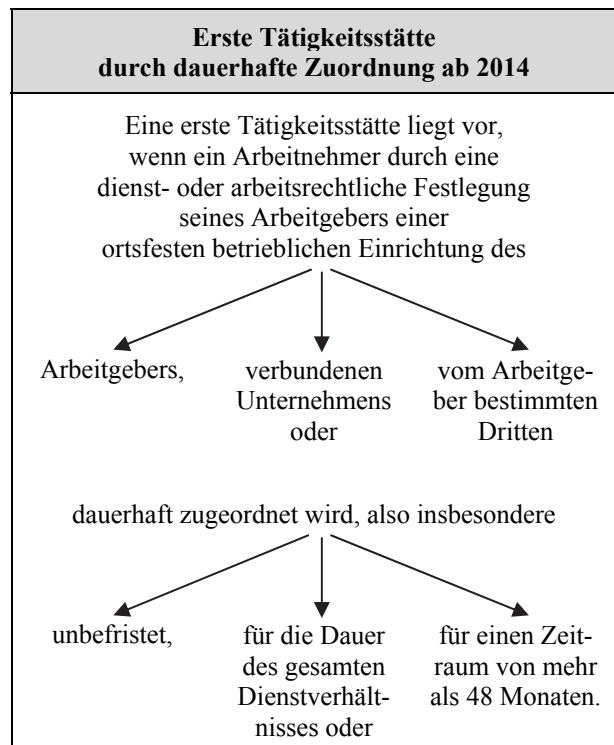 Erste Tätigkeitsstätte
durch dauerhafte Zuordnung ab 2014
Eine erste Tätigkeitsstätte liegt vor,
wenn ein Arbeitnehmer durch eine
dienst- oder arbeitsrechtliche Festlegung
seines Arbeitgebers einer
ortsfesten betrieblichen Einrichtung des
Arbeitgebers,
verbundenen
Unternehmens
oder
vom Arbeitge-
ber bestimmten
Dritten
dauerhaft zugeordnet wird, also insbesondere
unbefristet,
für die Dauer
des gesamten
Dienstverhält-
nisses oder
für einen Zeit-
raum von mehr
als 48 Monaten.